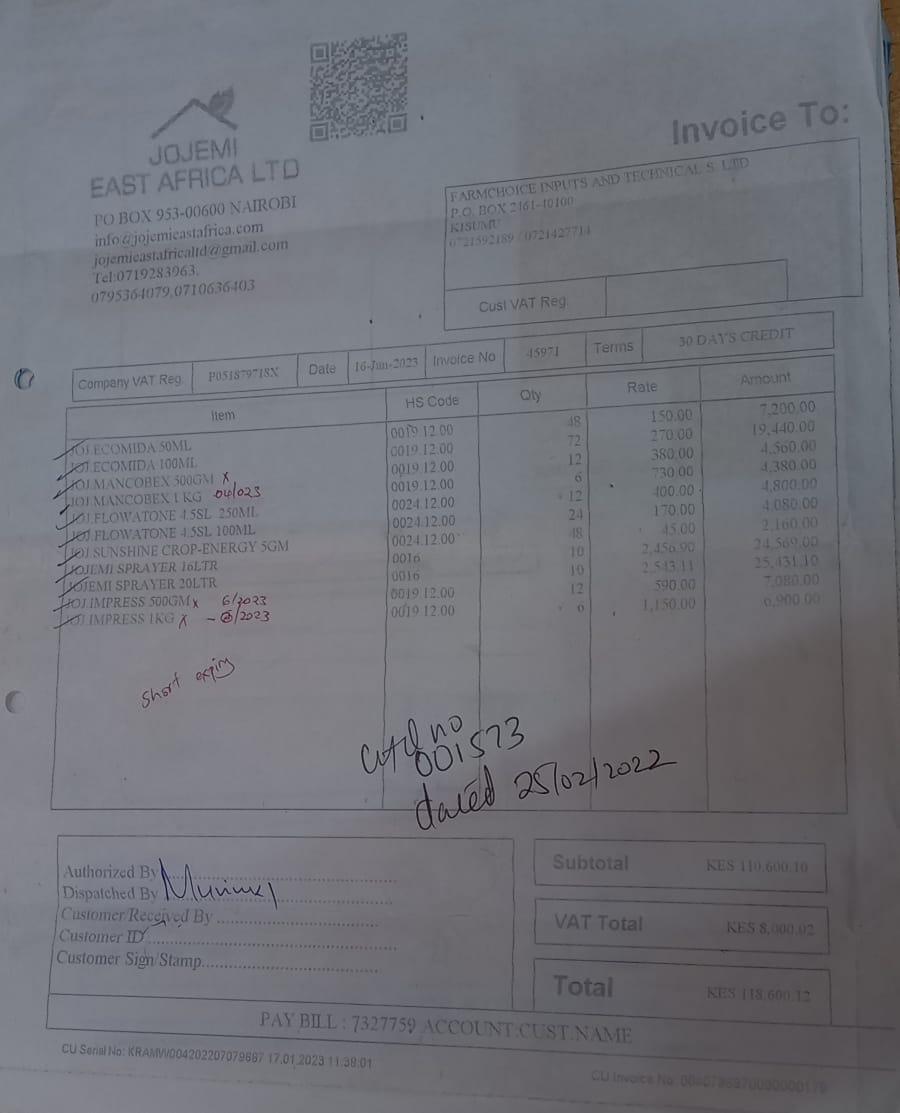 JOJEMI
EAST AFRICA LTD
PO BOX 953-00600 NAIROBI
info@jojemieastafrica.com
jojemieastafricaltd@gmail.com
Tel:0719283963,
0795364079,0710636403
Invoice To:
FARMCHOICE INPUTS AND TECHNICAL S. LTD
P.O. BOX 2461-40100
KISUMU
0721592189 / 0721427714
Cust VAT Reg
Company VAT Reg. P051879718X Date 16-Jun-2023 Invoice No 45971 Terms 30 DAYS CREDIT
Item HS Code Qty Rate Amount
JOJ.ECOMIDA 50ML 0019.12.00 48 150.00 7,200.00
JOJ.ECOMIDA 100ML 0019.12.00 72 270.00 19,440.00
JOJ.MANCOBEX 500GM x 0019.12.00 12 380.00 4,560.00
JOJ.MANCOBEX 1 KG 04/023 0019.12.00 6 730.00 4,380.00
JOJ.FLOWATONE 4.5SL 250ML 0024.12.00 12 400.00 4,800.00
JOJ.FLOWATONE 4.5SL 100ML 0024.12.00 24 170.00 4,080.00
JOJ.SUNSHINE CROP-ENERGY 5GM 0024.12.00 48 45.00 2,160.00
JOJEMI SPRAYER 16LTR 0016 10 2,456.90 24,569.00
JOJEMI SPRAYER 20LTR 0016 10 2,543.11 25,431.10
JOJ.IMPRESS 500GM x 6/2023 0019.12.00 12 590.00 7,080.00
JOJ.IMPRESS 1KG x - /2023 0019.12.00 6 1,150.00 6,900.00
Short expiry
no
001573
dated 25/02/2022
Authorized By
Dispatched By
Customer Received By
Customer ID
Customer Sign/Stamp
Subtotal KES 110,600.10
VAT Total KES 8,000.02
Total KES 118,600.12
PAY BILL : 7327759 ACCOUNT:CUST.NAME
CU Serial No: KRAMW004202207079687 17.01.2023 11:38:01
CU Invoice No: